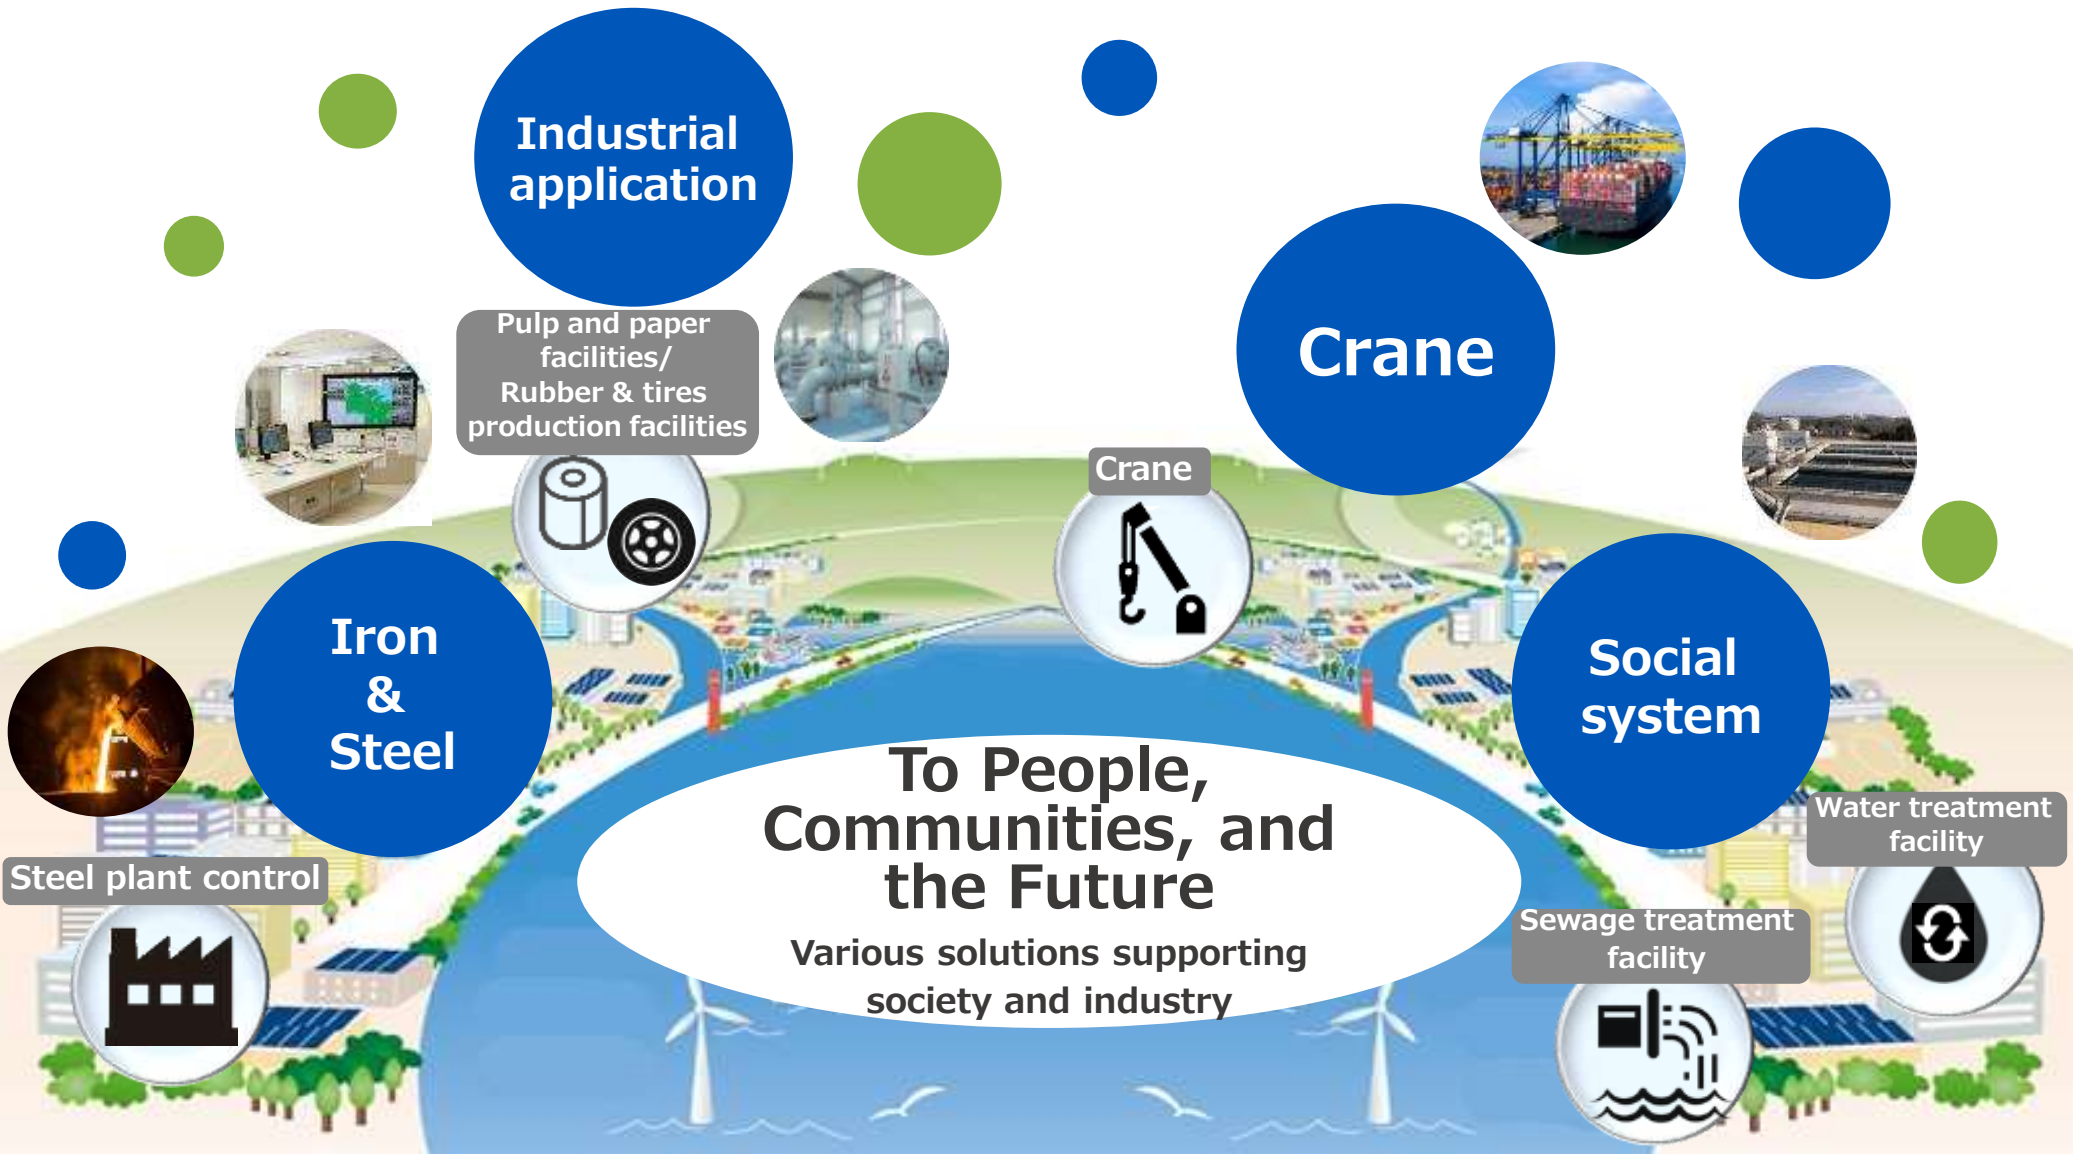 Industrial
application
Pulp and paper
facilities/
Rubber & tires
production facilities
Crane
Crane
Iron
&
Steel
Steel plant control
Social
system
Water treatment
facility
Sewage treatment
facility
To People,
Communities, and
the Future
Various solutions supporting
society and industry